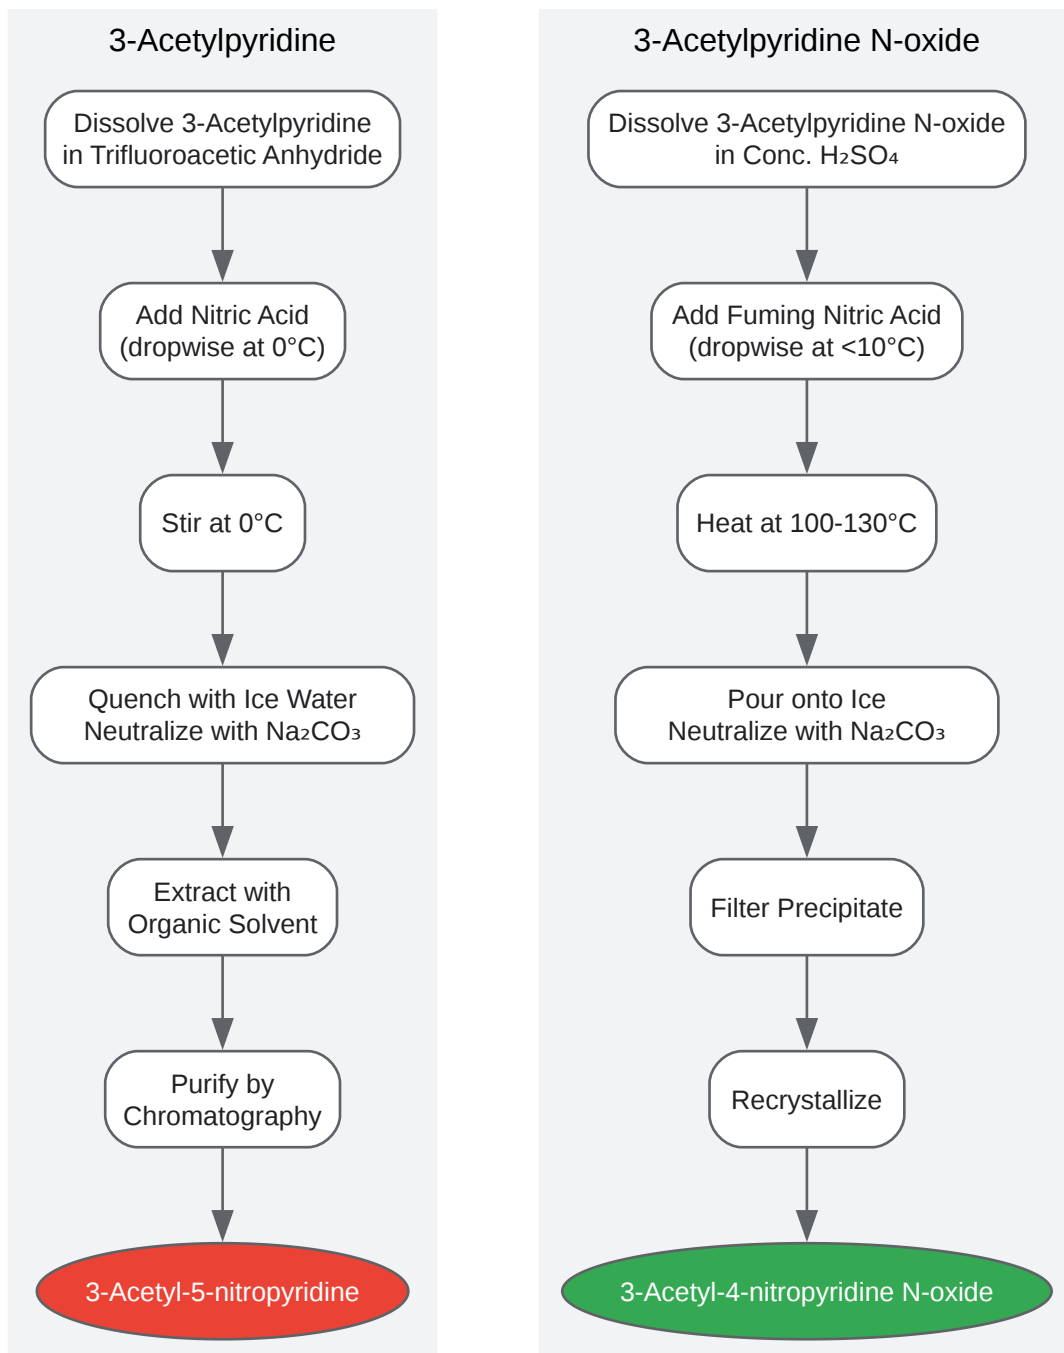 3-Acetylpyridine
Dissolve 3-Acetylpyridine
in Trifluoroacetic Anhydride
Add Nitric Acid
(dropwise at 0°C)
Stir at 0°C
Quench with Ice Water
Neutralize with Na₂CO₃
Extract with
Organic Solvent
Purify by
Chromatography
3-Acetyl-5-nitropyridine
3-Acetylpyridine N-oxide
Dissolve 3-Acetylpyridine N-oxide
in Conc. H₂SO₄
Add Fuming Nitric Acid
(dropwise at <10°C)
Heat at 100-130°C
Pour onto Ice
Neutralize with Na₂CO₃
Filter Precipitate
Recrystallize
3-Acetyl-4-nitropyridine N-oxide